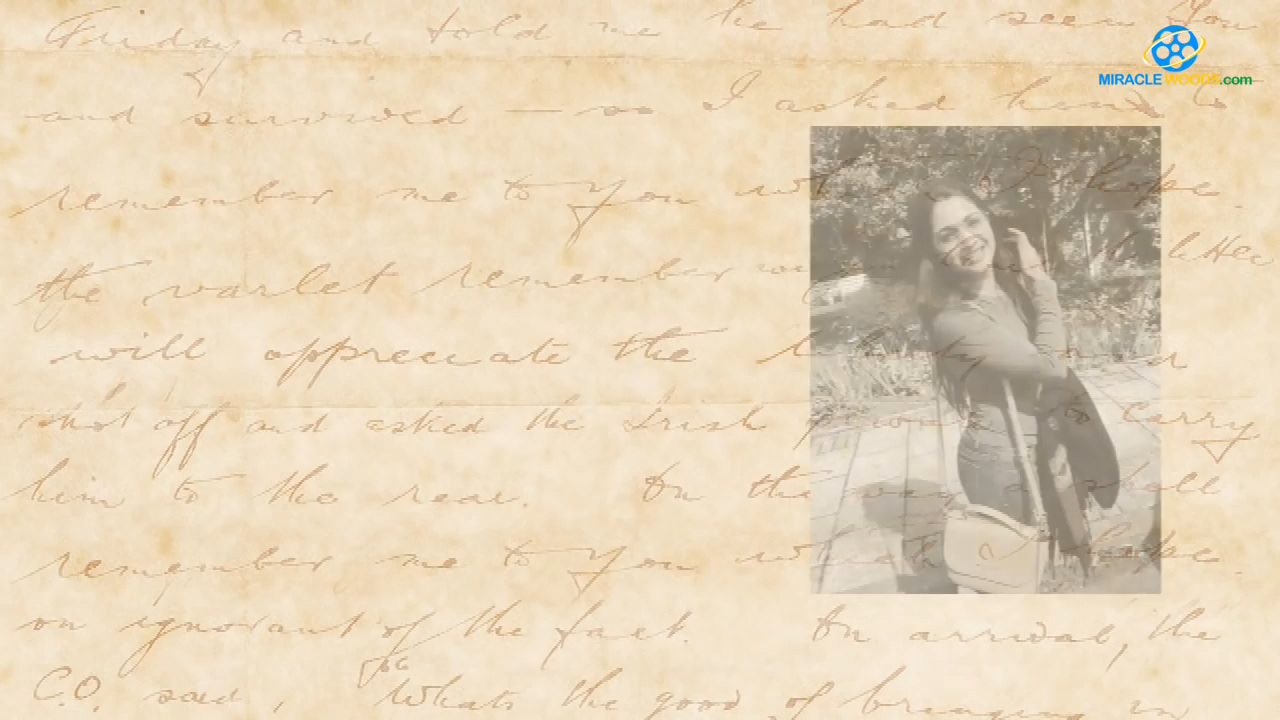 Friday and told me he had seen You
MIRACLEWOODS.com
and survived — so I asked him to
remember me to You hope.
the varlet remember
will appreciate the
shot off and asked the Irish to carry
him to the rear. On the way a shell
remember me to You hope.
on ignorant of the fact. On arrival, the
C.O. said, "Whats the good of bringing in